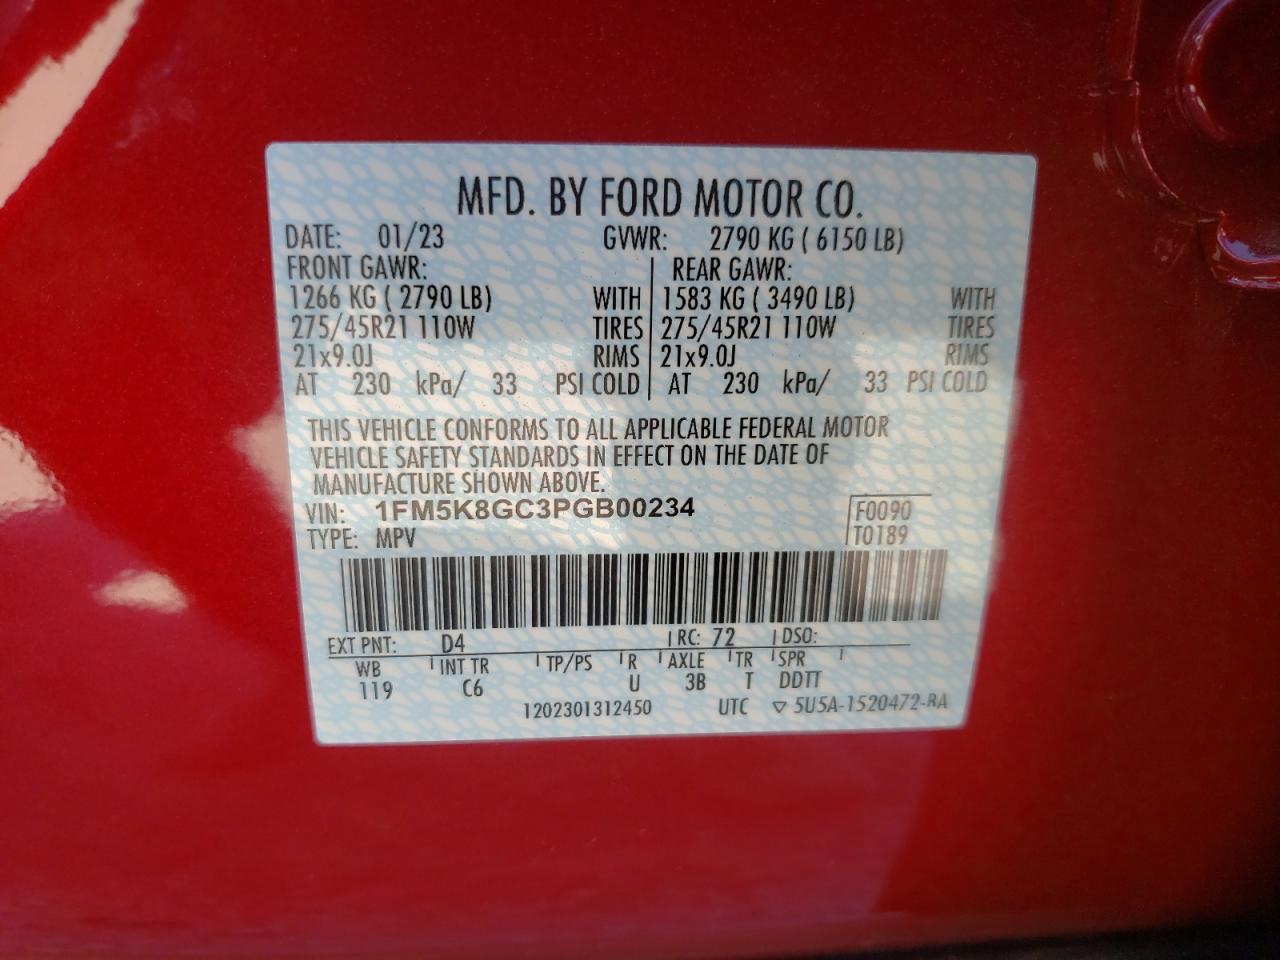 MFD. BY FORD MOTOR CO.
DATE: 01/23 GVWR: 2790 KG ( 6150 LB)
FRONT GAWR: REAR GAWR:
1266 KG ( 2790 LB) WITH 1583 KG ( 3490 LB) WITH
275/45R21 110W TIRES 275/45R21 110W TIRES
21x9.0J RIMS 21x9.0J RIMS
AT 230 kPa/ 33 PSI COLD AT 230 kPa/ 33 PSI COLD
THIS VEHICLE CONFORMS TO ALL APPLICABLE FEDERAL MOTOR
VEHICLE SAFETY STANDARDS IN EFFECT ON THE DATE OF
MANUFACTURE SHOWN ABOVE.
VIN: 1FM5K8GC3PGB00234 F0090
TYPE: MPV T0189
EXT PNT: D4 RC: 72 DSO:
WB INT TR TP/PS R AXLE TR SPR
119 C6 U 3B T DDTT
1202301312450 UTC ▽ 5U5A-1520472-BA